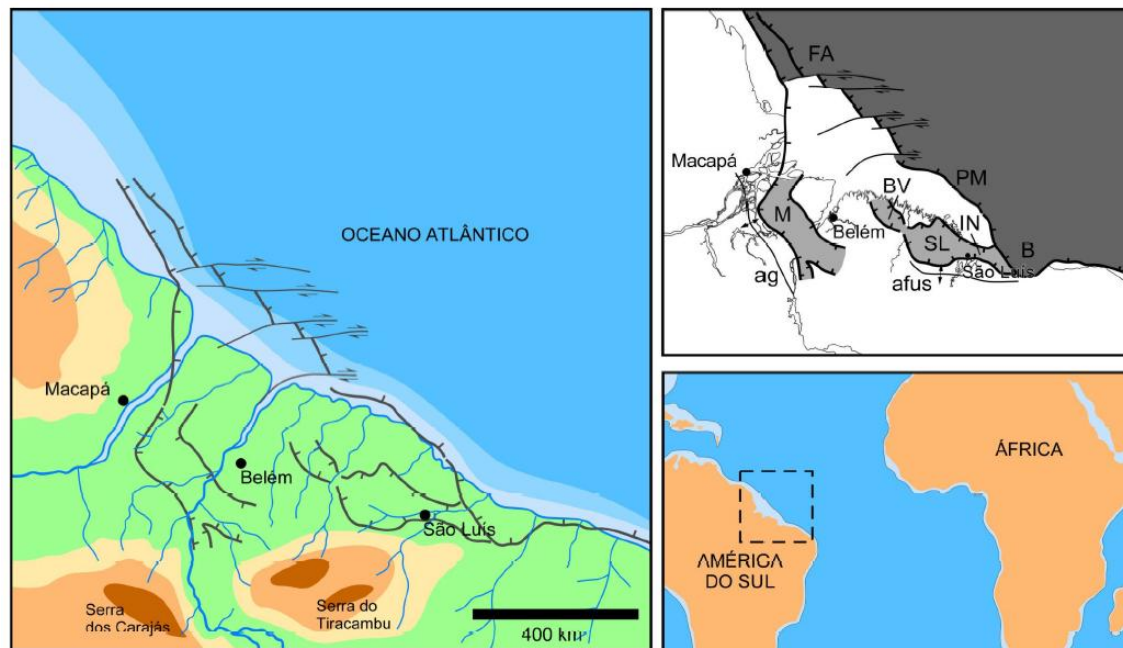 OCEANO ATLÂNTICO
Macapá
Belém
São Luís
Serra
dos Carajás
Serra do
Tiracambu
400 km
FA
Macapá
PM
BV
M
Belém
IN
SL
B
São Luís
ag
afus
ÁFRICA
AMÉRICA
DO SUL